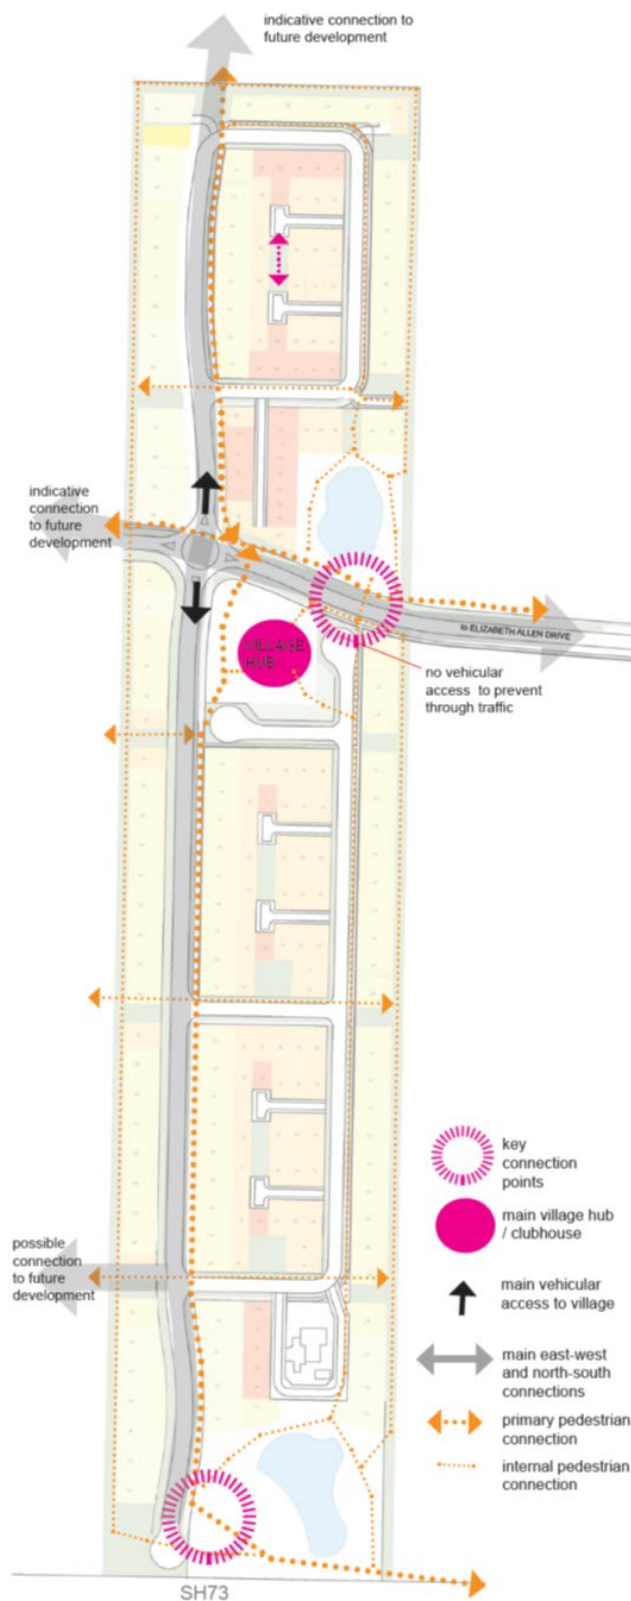 indicative connection to
future development
indicative
connection
to future
development
to ELIZABETH ALLEN DRIVE
VILLAGE
HUB
no vehicular
access to prevent
through traffic
key
connection
points
main village hub
/ clubhouse
possible
connection
to future
development
main vehicular
access to village
main east-west
and north-south
connections
primary pedestrian
connection
internal pedestrian
connection
SH73